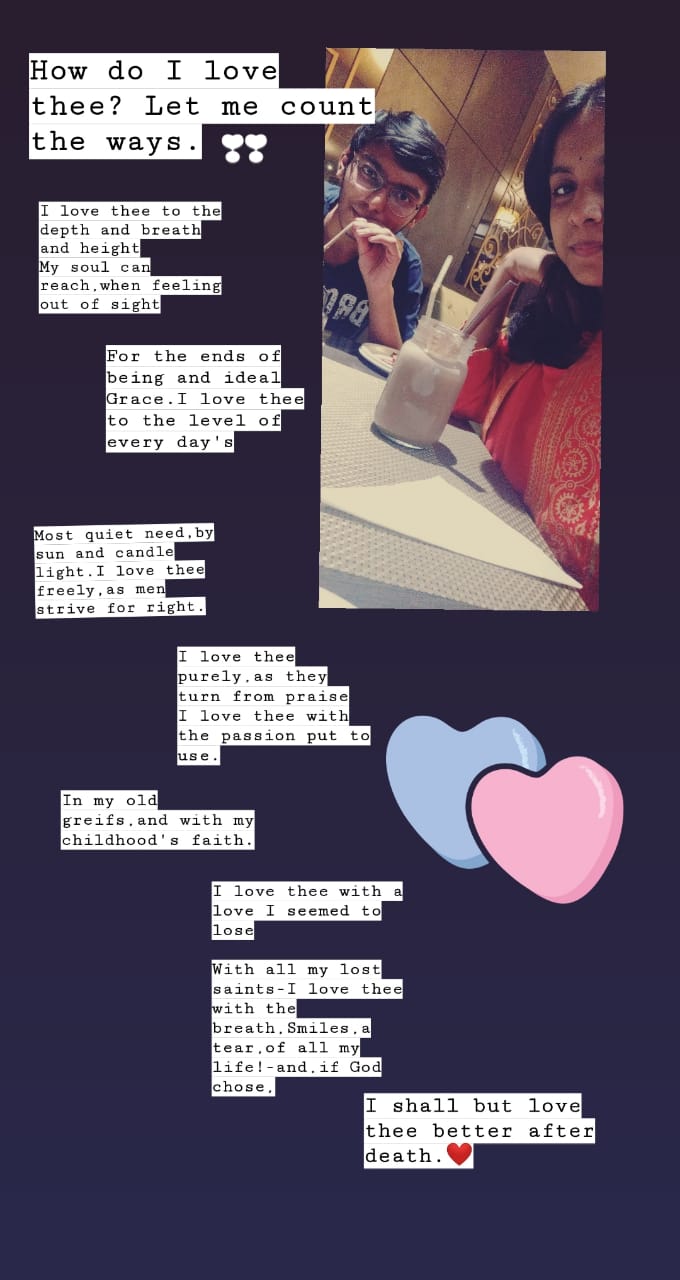 How do I love
thee? Let me count
the ways. ❣❣
I love thee to the
depth and breath
and height
My soul can
reach,when feeling
out of sight
For the ends of
being and ideal
Grace.I love thee
to the level of
every day's
Most quiet need,by
sun and candle
light.I love thee
freely,as men
strive for right.
I love thee
purely,as they
turn from praise
I love thee with
the passion put to
use.
In my old
greifs,and with my
childhood's faith.
I love thee with a
love I seemed to
lose
With all my lost
saints-I love thee
with the
breath,Smiles,a
tear,of all my
life!-and,if God
chose,
I shall but love
thee better after
death.❤️